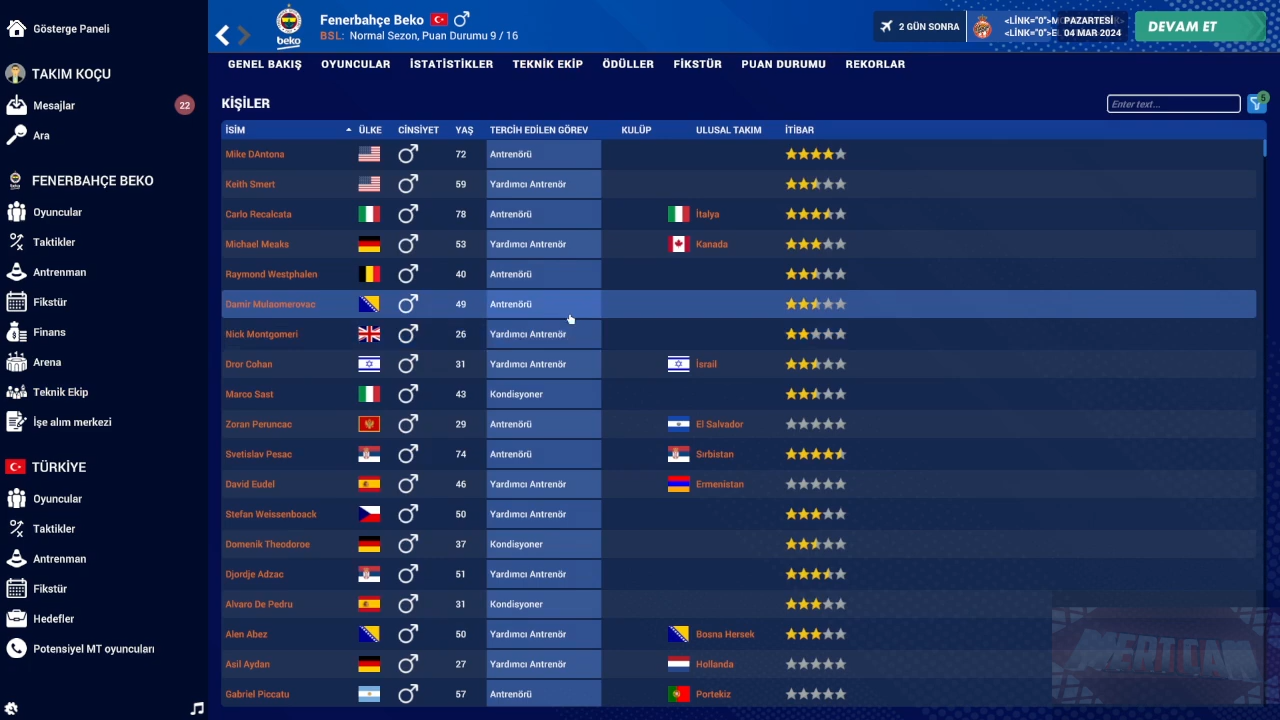 Gösterge Paneli
TAKIM KOÇU
Mesajlar 22
Ara
FENERBAHÇE BEKO
Oyuncular
Taktikler
Antrenman
Fikstür
Finans
Arena
Teknik Ekip
İşe alım merkezi
TÜRKİYE
Oyuncular
Taktikler
Antrenman
Fikstür
Hedefler
Potensiyel MT oyuncuları
beko
Fenerbahçe Beko
BSL: Normal Sezon, Puan Durumu 9 / 16
2 GÜN SONRA
PAZARTESİ
04 MAR 2024
DEVAM ET
GENEL BAKIŞ OYUNCULAR İSTATİSTİKLER TEKNİK EKİP ÖDÜLLER FİKSTÜR PUAN DURUMU REKORLAR
KİŞİLER
Enter text... 5
İSİM ÜLKE CİNSİYET YAŞ TERCİH EDİLEN GÖREV KULÜP ULUSAL TAKIM İTİBAR
Mike DAntona 72 Antrenörü
Keith Smert 59 Yardımcı Antrenör
Carlo Recalcata 78 Antrenörü İtalya
Michael Meaks 53 Yardımcı Antrenör Kanada
Raymond Westphalen 40 Antrenörü
Damir Mulaomerovac 49 Antrenörü
Nick Montgomeri 26 Yardımcı Antrenör
Dror Cohan 31 Yardımcı Antrenör İsrail
Marco Sast 43 Kondisyoner
Zoran Peruncac 29 Antrenörü El Salvador
Svetislav Pesac 74 Antrenörü Sırbistan
David Eudel 46 Yardımcı Antrenör Ermenistan
Stefan Weissenboack 50 Yardımcı Antrenör
Domenik Theodoroe 37 Kondisyoner
Djordje Adzac 51 Yardımcı Antrenör
Alvaro De Pedru 31 Kondisyoner
Alen Abez 50 Yardımcı Antrenör Bosna Hersek
Asil Aydan 27 Yardımcı Antrenör Hollanda
Gabriel Piccatu 57 Antrenörü Portekiz
MERT CAN